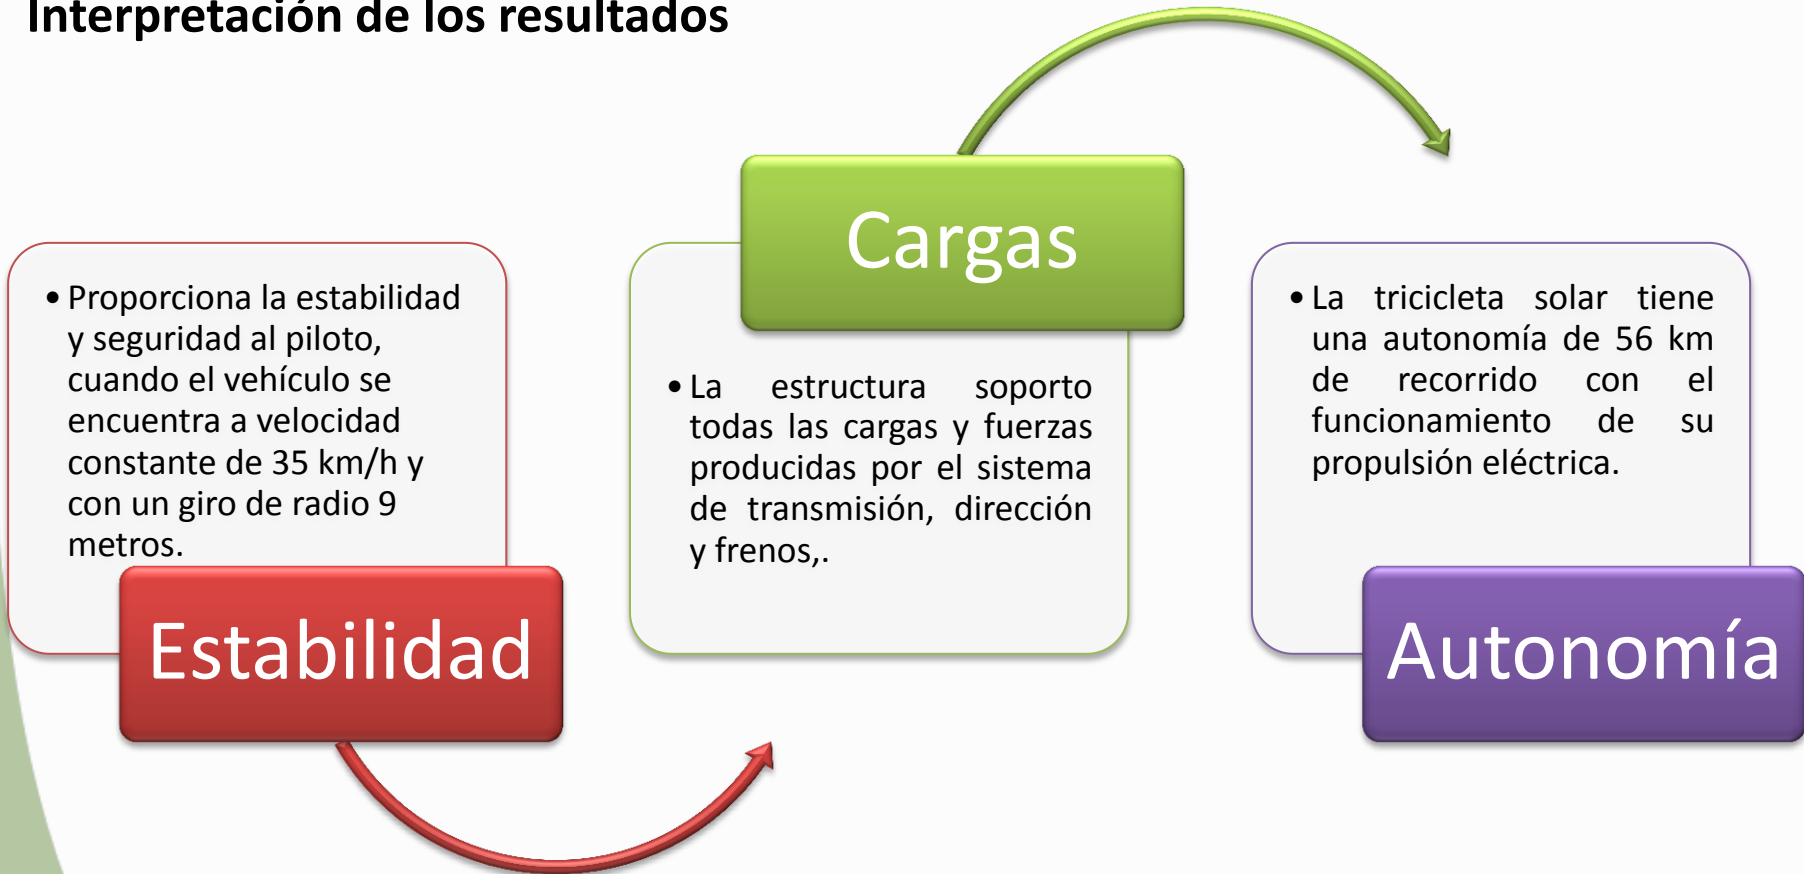 Interpretación de los resultados
• Proporciona la estabilidad
y seguridad al piloto,
cuando el vehículo se
encuentra a velocidad
constante de 35 km/h y
con un giro de radio 9
metros.
Estabilidad
Cargas
• La estructura soporto
todas las cargas y fuerzas
producidas por el sistema
de transmisión, dirección
y frenos,.
• La tricicleta solar tiene
una autonomía de 56 km
de recorrido con el
funcionamiento de su
propulsión eléctrica.
Autonomía